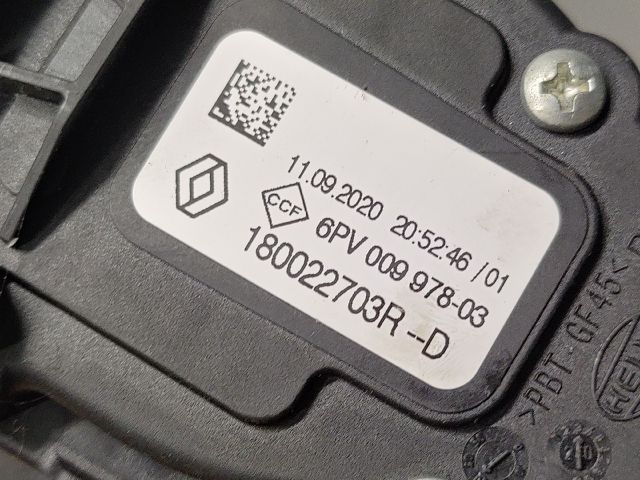 11.09.2020 20:52:46 /01
CCF
6PV 009 978-03
180022703R --D
>PBT-GF45<